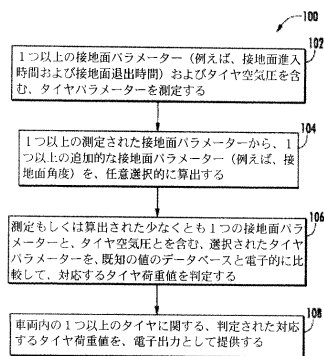 100
102
1つ以上の接地面パラメーター（例えば、接地面進入
時間および接地面退出時間）およびタイヤ空気圧を含
む、タイヤパラメーターを測定する
104
1つ以上の測定された接地面パラメーターから、1つ
以上の追加的な接地面パラメーター（例えば、接
地面角度）を、任意選択的に算出する
106
測定もしくは算出された少なくとも1つの接地面パラ
メーターと、タイヤ空気圧とを含む、選択されたタイヤ
パラメーターを、既知の値のデータベースと電子的に比
較して、対応するタイヤ荷重値を判定する
108
車両内の1つ以上のタイヤに関する、判定された対応
するタイヤ荷重値を、電子出力として提供する